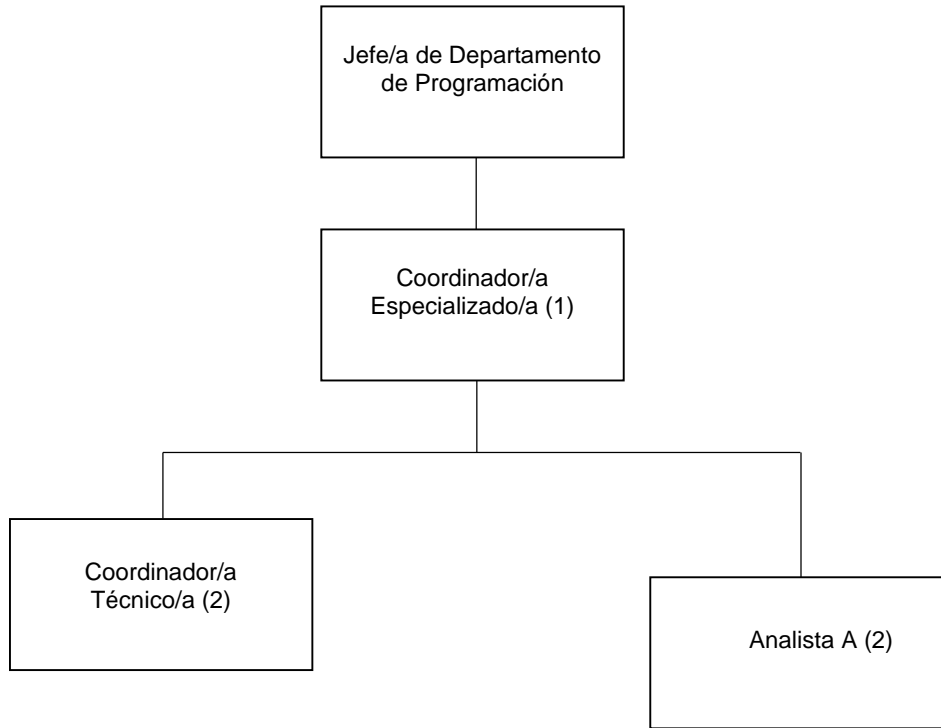 Jefe/a de Departamento
de Programación
Coordinador/a
Especializado/a (1)
Coordinador/a
Técnico/a (2)
Analista A (2)